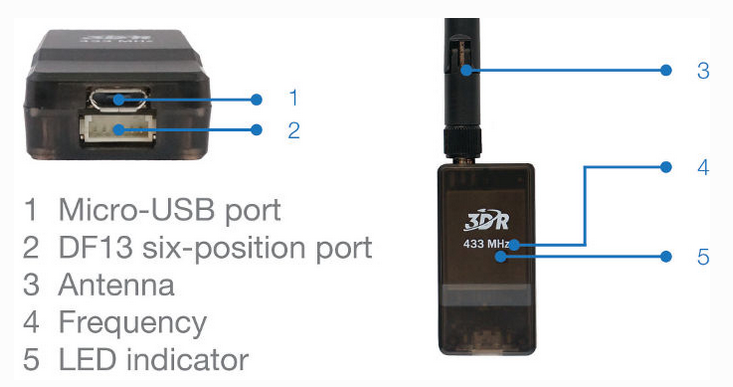 433 MHz
1
2
3
4
5
3DR
433 MHz
1 Micro-USB port
2 DF13 six-position port
3 Antenna
4 Frequency
5 LED indicator